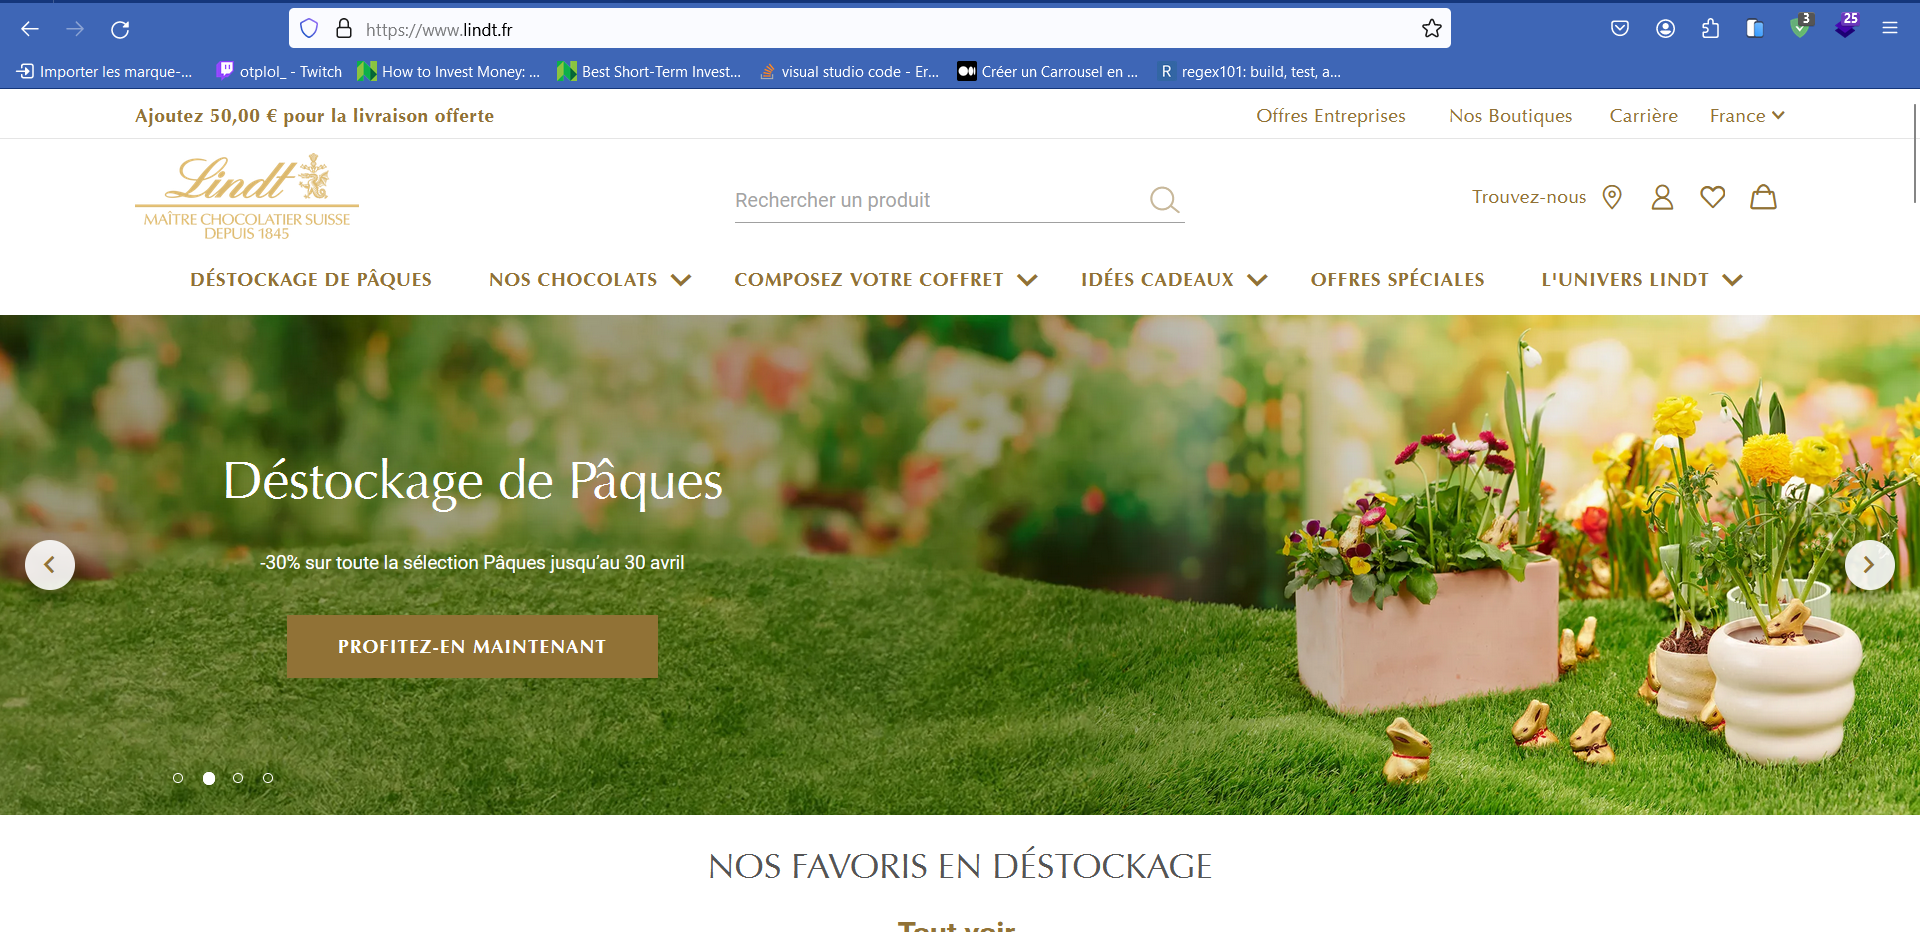 https://www.lindt.fr
3
25
Importer les marque-...
otplol_ - Twitch
How to Invest Money: ...
Best Short-Term Invest...
visual studio code - Er...
Créer un Carrousel en ...
R
regex101: build, test, a...
Ajoutez 50,00 € pour la livraison offerte
Offres Entreprises
Nos Boutiques
Carrière
France
Lindt
MAÎTRE CHOCOLATIER SUISSE
DEPUIS 1845
Rechercher un produit
Trouvez-nous
DÉSTOCKAGE DE PÂQUES
NOS CHOCOLATS
COMPOSEZ VOTRE COFFRET
IDÉES CADEAUX
OFFRES SPÉCIALES
L'UNIVERS LINDT
Déstockage de Pâques
-30% sur toute la sélection Pâques jusqu'au 30 avril
PROFITEZ-EN MAINTENANT
NOS FAVORIS EN DÉSTOCKAGE
Tout voir